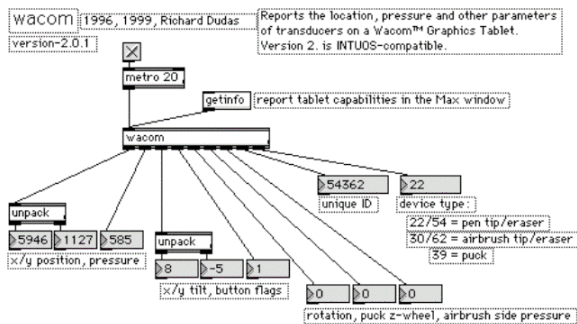 wacom
1996, 1999, Richard Dudas
version-2.0.1
Reports the location, pressure and other parameters
of transducers on a Wacom™ Graphics Tablet.
Version 2. is INTUOS-compatible.
metro 20
getinfo
report tablet capabilities in the Max window
wacom
54362
22
unique ID
device type:
unpack
22/54 = pen tip/eraser
5946
1127
585
unpack
30/62 = airbrush tip/eraser
x/y position, pressure
39 = puck
8
-5
1
x/y tilt, button flags
0
0
0
rotation, puck z-wheel, airbrush side pressure